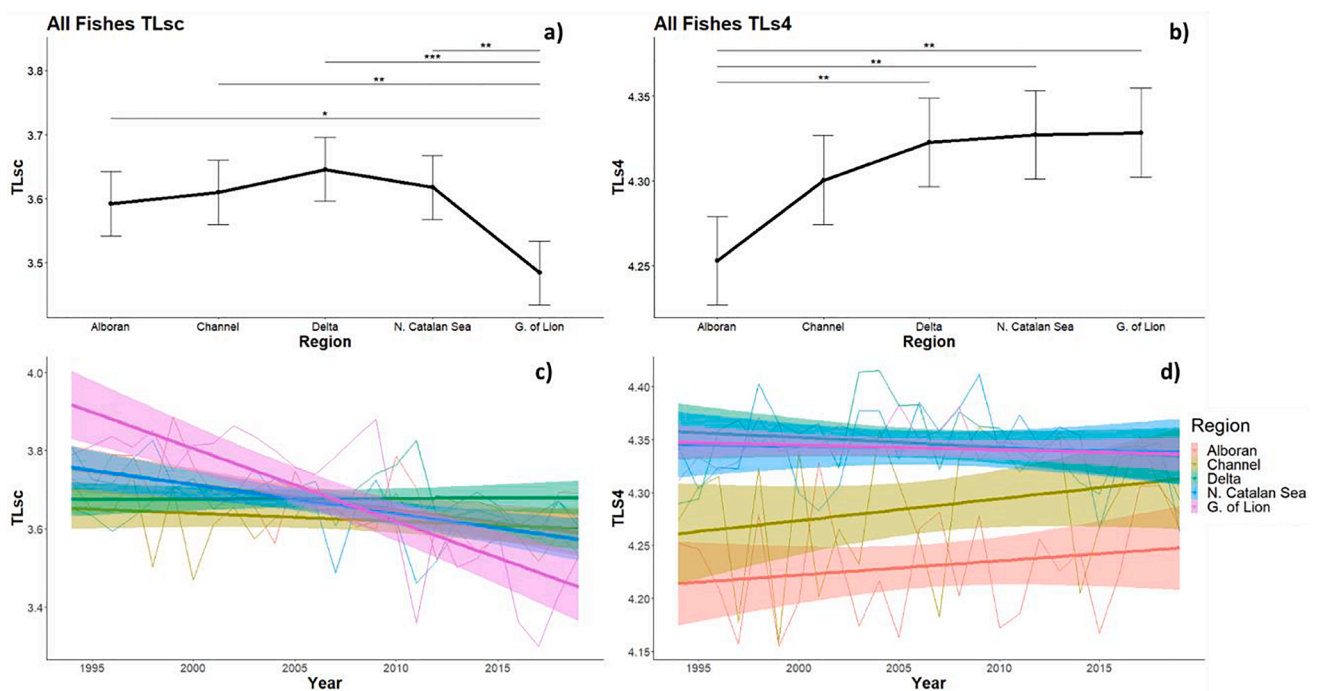 All Fishes TLsc
a)
**
***
**
*
TLsc
3.8
3.7
3.6
3.5
Alboran Channel Delta N. Catalan Sea G. of Lion
Region
All Fishes TLs4
b)
**
**
**
TLs4
4.35
4.30
4.25
Alboran Channel Delta N. Catalan Sea G. of Lion
Region
c)
TLsc
4.0
3.8
3.6
3.4
1995 2000 2005 2010 2015
Year
d)
TLS4
4.40
4.35
4.30
4.25
4.20
4.15
1995 2000 2005 2010 2015
Year
Region
Alboran
Channel
Delta
N. Catalan Sea
G. of Lion